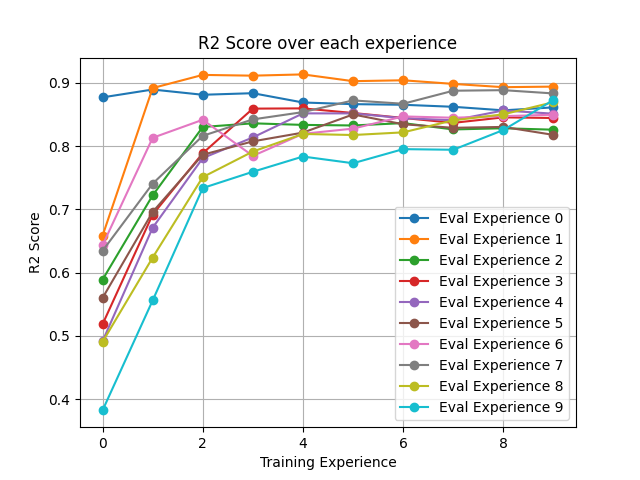 R2 Score over each experience
0.9
0.8
0.7
0.6
0.5
0.4
R2 Score
0
2
4
6
8
Training Experience
Eval Experience 0
Eval Experience 1
Eval Experience 2
Eval Experience 3
Eval Experience 4
Eval Experience 5
Eval Experience 6
Eval Experience 7
Eval Experience 8
Eval Experience 9